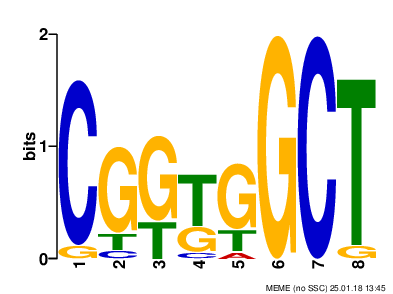 2
bits
1
0
C G G T G G C T
G T T G T G
C C A
1 2 3 4 5 6 7 8
MEME (no SSC) 25.01.18 13:45